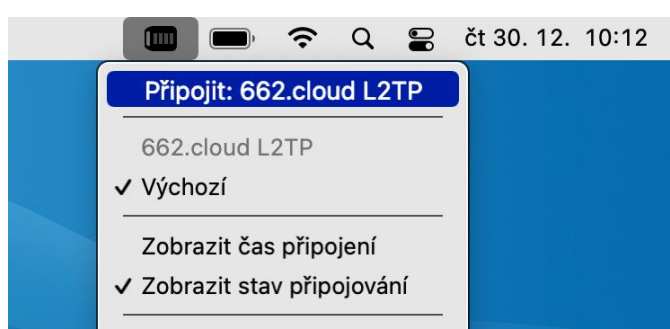 čt 30. 12. 10:12
Připojit: 662.cloud L2TP
662.cloud L2TP
✓ Výchozí
Zobrazit čas připojení
✓ Zobrazit stav připojování